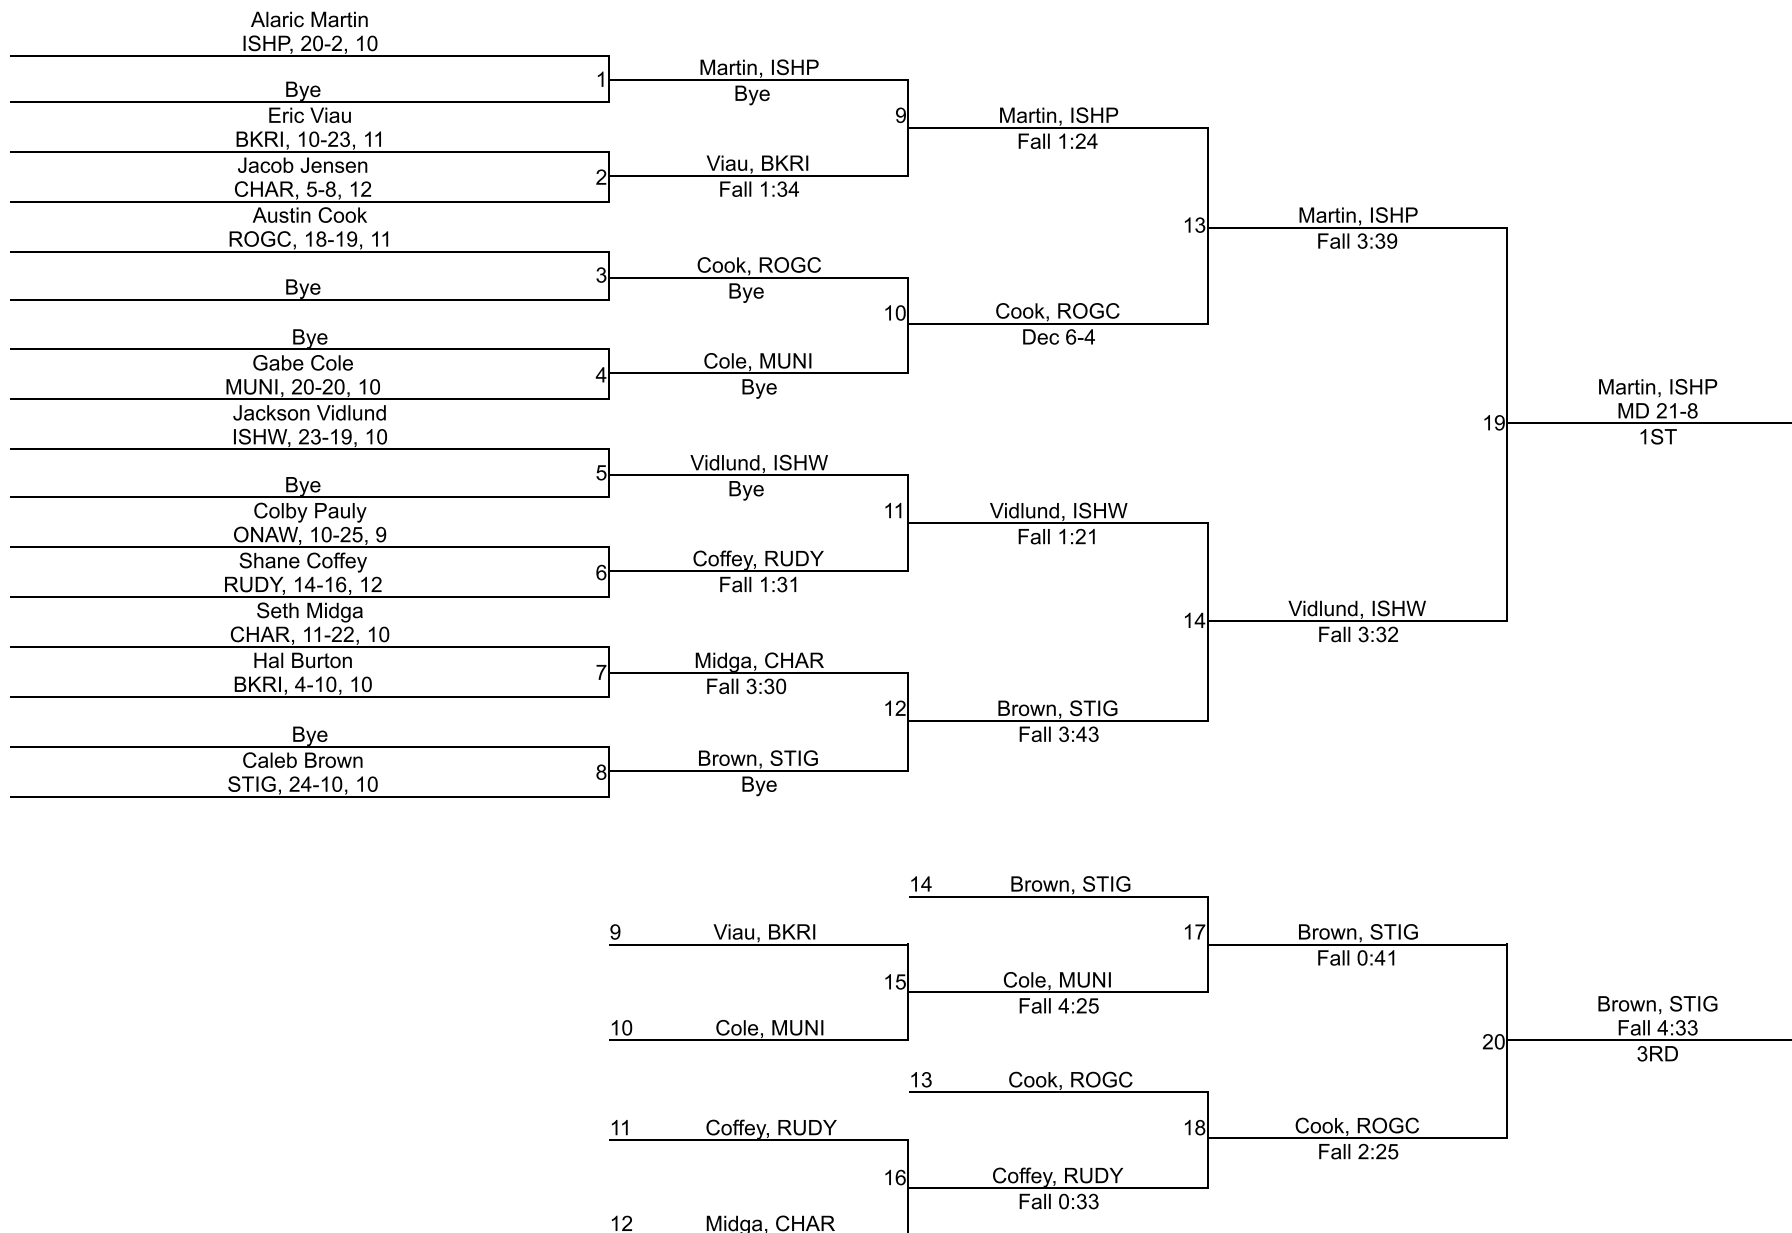 Alaric Martin
ISHP, 20-2, 10
Bye
1
Eric Viau
BKRI, 10-23, 11
Jacob Jensen
CHAR, 5-8, 12
2
Austin Cook
ROGC, 18-19, 11
Bye
3
Bye
Gabe Cole
MUNI, 20-20, 10
4
Jackson Vidlund
ISHW, 23-19, 10
Bye
5
Colby Pauly
ONAW, 10-25, 9
Shane Coffey
RUDY, 14-16, 12
6
Seth Midga
CHAR, 11-22, 10
Hal Burton
BKRI, 4-10, 10
7
Bye
Caleb Brown
STIG, 24-10, 10
8
Martin, ISHP
Bye
9
Viau, BKRI
Fall 1:34
Cook, ROGC
Bye
10
Cole, MUNI
Bye
Vidlund, ISHW
Bye
11
Coffey, RUDY
Fall 1:31
Midga, CHAR
Fall 3:30
12
Brown, STIG
Bye
Martin, ISHP
Fall 1:24
13
Cook, ROGC
Dec 6-4
Vidlund, ISHW
Fall 1:21
14
Brown, STIG
Fall 3:43
Martin, ISHP
Fall 3:39
19
Vidlund, ISHW
Fall 3:32
Martin, ISHP
MD 21-8
1ST
14 Brown, STIG
9 Viau, BKRI
15
10 Cole, MUNI
Cole, MUNI
Fall 4:25
17
13 Cook, ROGC
11 Coffey, RUDY
16
12 Midga, CHAR
Coffey, RUDY
Fall 0:33
18
Brown, STIG
Fall 0:41
20
Cook, ROGC
Fall 2:25
Brown, STIG
Fall 4:33
3RD